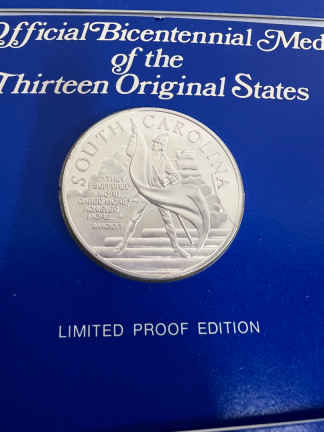 Official Bicentennial Med
of the
Thirteen Original States
SOUTH CAROLINA
LIMITED PROOF EDITION